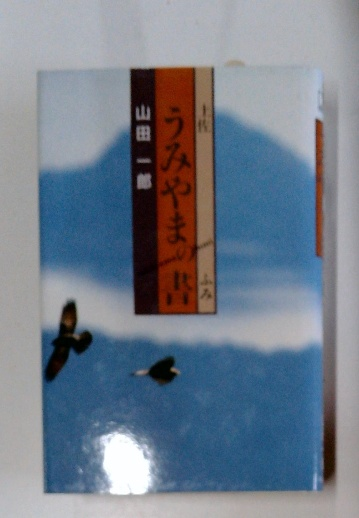 土佐
うみやまの書
ふみ
山田一郎